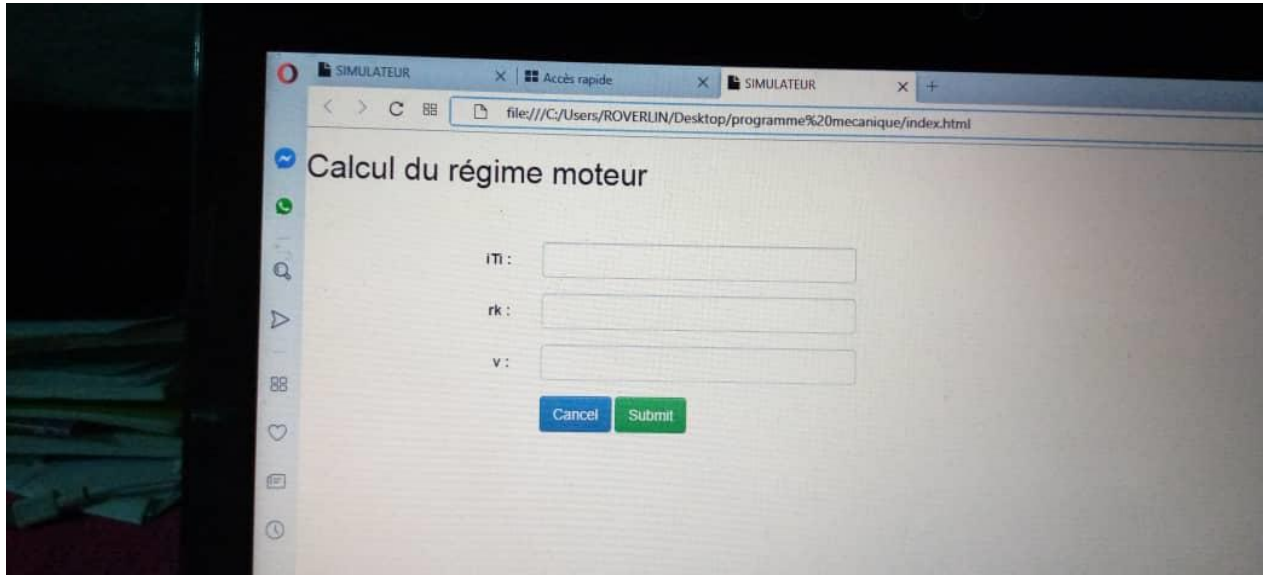 SIMULATEUR
Accès rapide
SIMULATEUR
file:///C:/Users/ROVERLIN/Desktop/programme%20mecanique/index.html
Calcul du régime moteur
iTi :
rk :
v :
Cancel Submit